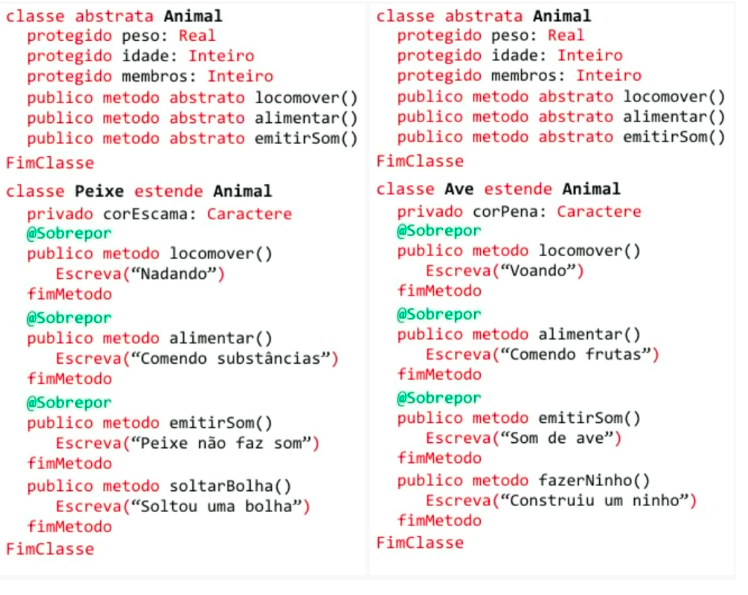 classe abstrata Animal
protegido peso: Real
protegido idade: Inteiro
protegido membros: Inteiro
publico metodo abstrato locomover()
publico metodo abstrato alimentar()
publico metodo abstrato emitirSom()
FimClasse
classe Peixe estende Animal
privado corEscama: Caractere
@Sobrepor
publico metodo locomover()
Escreva(“Nadando”)
fimMetodo
@Sobrepor
publico metodo alimentar()
Escreva(“Comendo substâncias”)
fimMetodo
@Sobrepor
publico metodo emitirSom()
Escreva(“Peixe não faz som”)
fimMetodo
publico metodo soltarBolha()
Escreva(“Soltou uma bolha”)
fimMetodo
FimClasse
classe abstrata Animal
protegido peso: Real
protegido idade: Inteiro
protegido membros: Inteiro
publico metodo abstrato locomover()
publico metodo abstrato alimentar()
publico metodo abstrato emitirSom()
FimClasse
classe Ave estende Animal
privado corPena: Caractere
@Sobrepor
publico metodo locomover()
Escreva(“Voando”)
fimMetodo
@Sobrepor
publico metodo alimentar()
Escreva(“Comendo frutas”)
fimMetodo
@Sobrepor
publico metodo emitirSom()
Escreva(“Som de ave”)
fimMetodo
publico metodo fazerNinho()
Escreva(“Construiu um ninho”)
fimMetodo
FimClasse